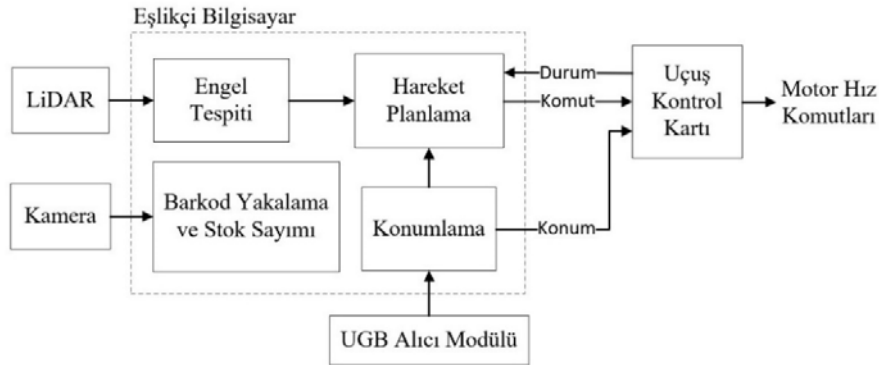 Eşlikçi Bilgisayar
LiDAR
Engel
Tespiti
Hareket
Planlama
Durum
Komut
Uçuş
Kontrol
Kartı
Motor Hız
Komutları
Kamera
Barkod Yakalama
ve Stok Sayımı
Konumlama
Konum
UGB Alıcı Modülü